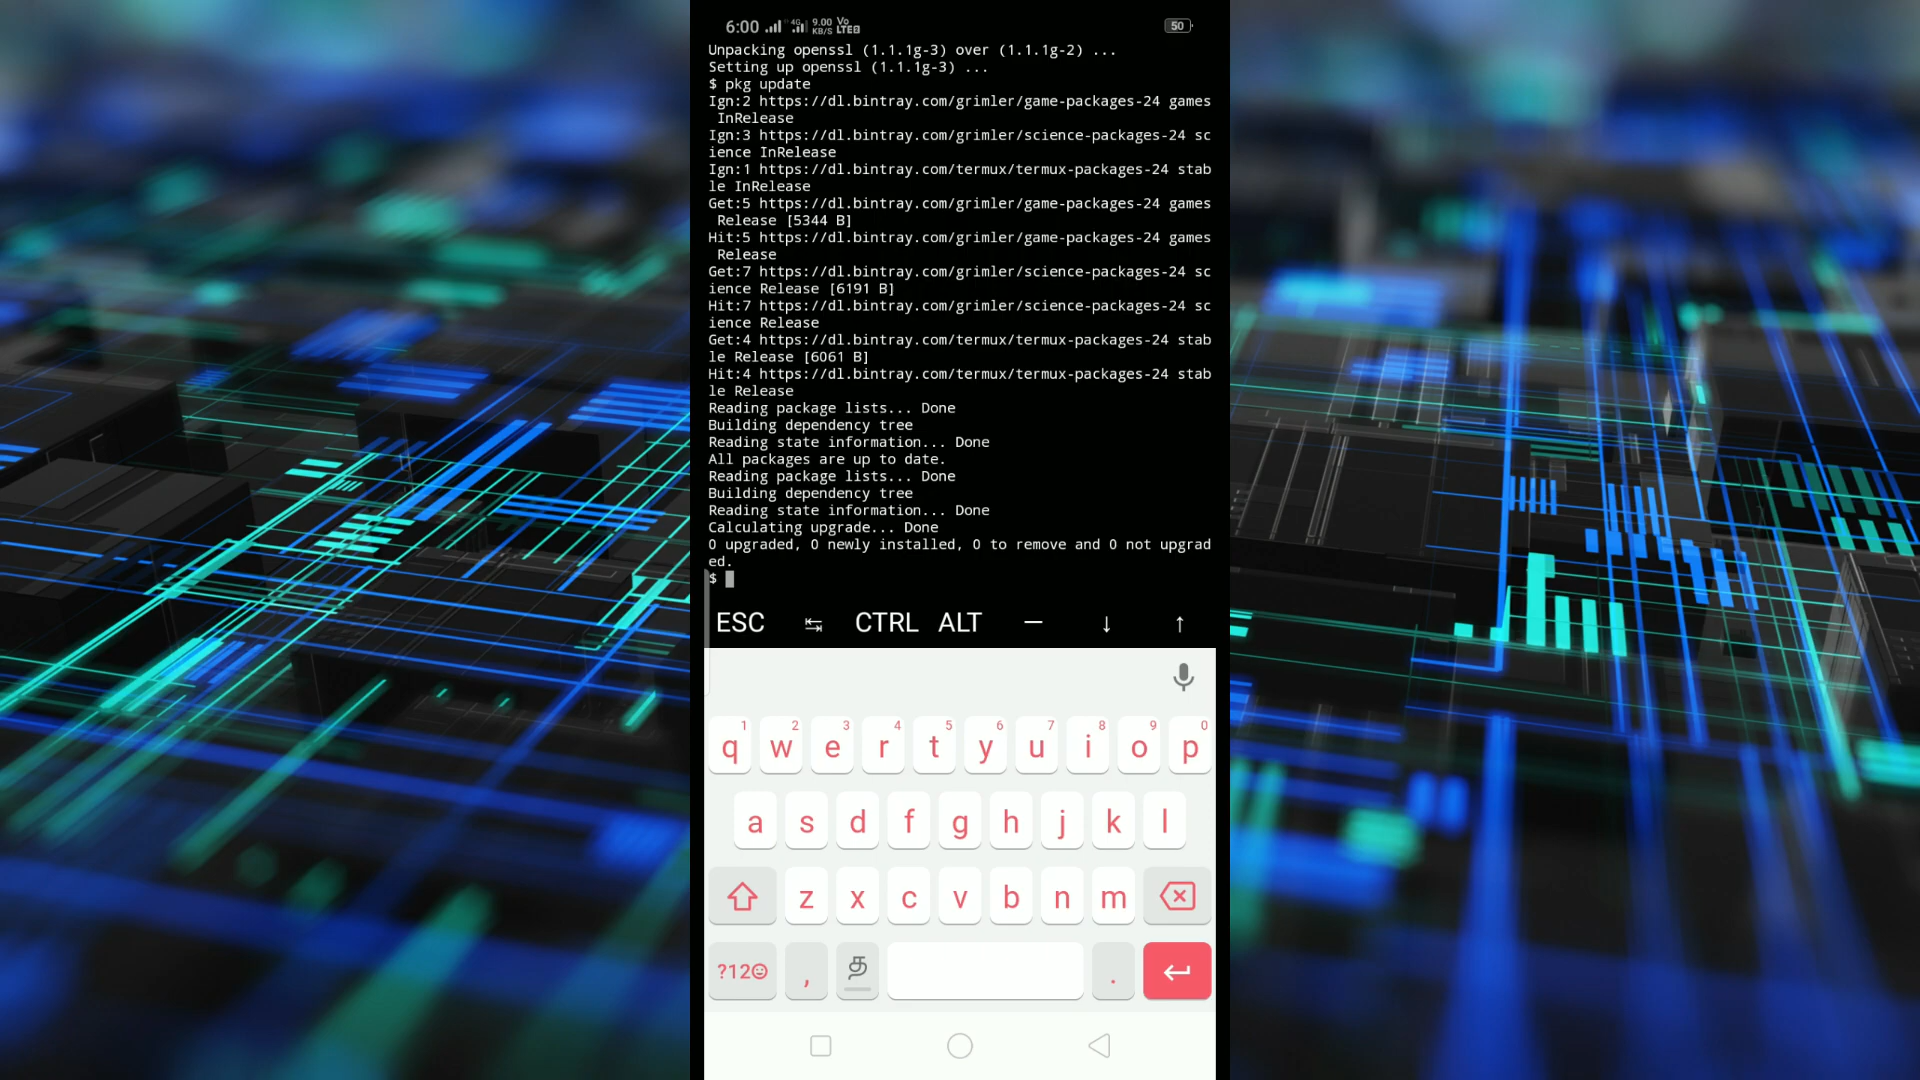 6:00 4G 9.00 KB/S Vo LTE2 50
Unpacking openssl (1.1.1g-3) over (1.1.1g-2) ...
Setting up openssl (1.1.1g-3) ...
$ pkg update
Ign:2 https://dl.bintray.com/grimler/game-packages-24 games
InRelease
Ign:3 https://dl.bintray.com/grimler/science-packages-24 sc
ience InRelease
Ign:1 https://dl.bintray.com/termux/termux-packages-24 stab
le InRelease
Get:5 https://dl.bintray.com/grimler/game-packages-24 games
Release [5344 B]
Hit:5 https://dl.bintray.com/grimler/game-packages-24 games
Release
Get:7 https://dl.bintray.com/grimler/science-packages-24 sc
ience Release [6191 B]
Hit:7 https://dl.bintray.com/grimler/science-packages-24 sc
ience Release
Get:4 https://dl.bintray.com/termux/termux-packages-24 stab
le Release [6061 B]
Hit:4 https://dl.bintray.com/termux/termux-packages-24 stab
le Release
Reading package lists... Done
Building dependency tree
Reading state information... Done
All packages are up to date.
Reading package lists... Done
Building dependency tree
Reading state information... Done
Calculating upgrade... Done
0 upgraded, 0 newly installed, 0 to remove and 0 not upgrad
ed.
$
ESC ↹ CTRL ALT — ↓ ↑
1 2 3 4 5 6 7 8 9 0
q w e r t y u i o p
a s d f g h j k l
z x c v b n m
?12☺ , த .